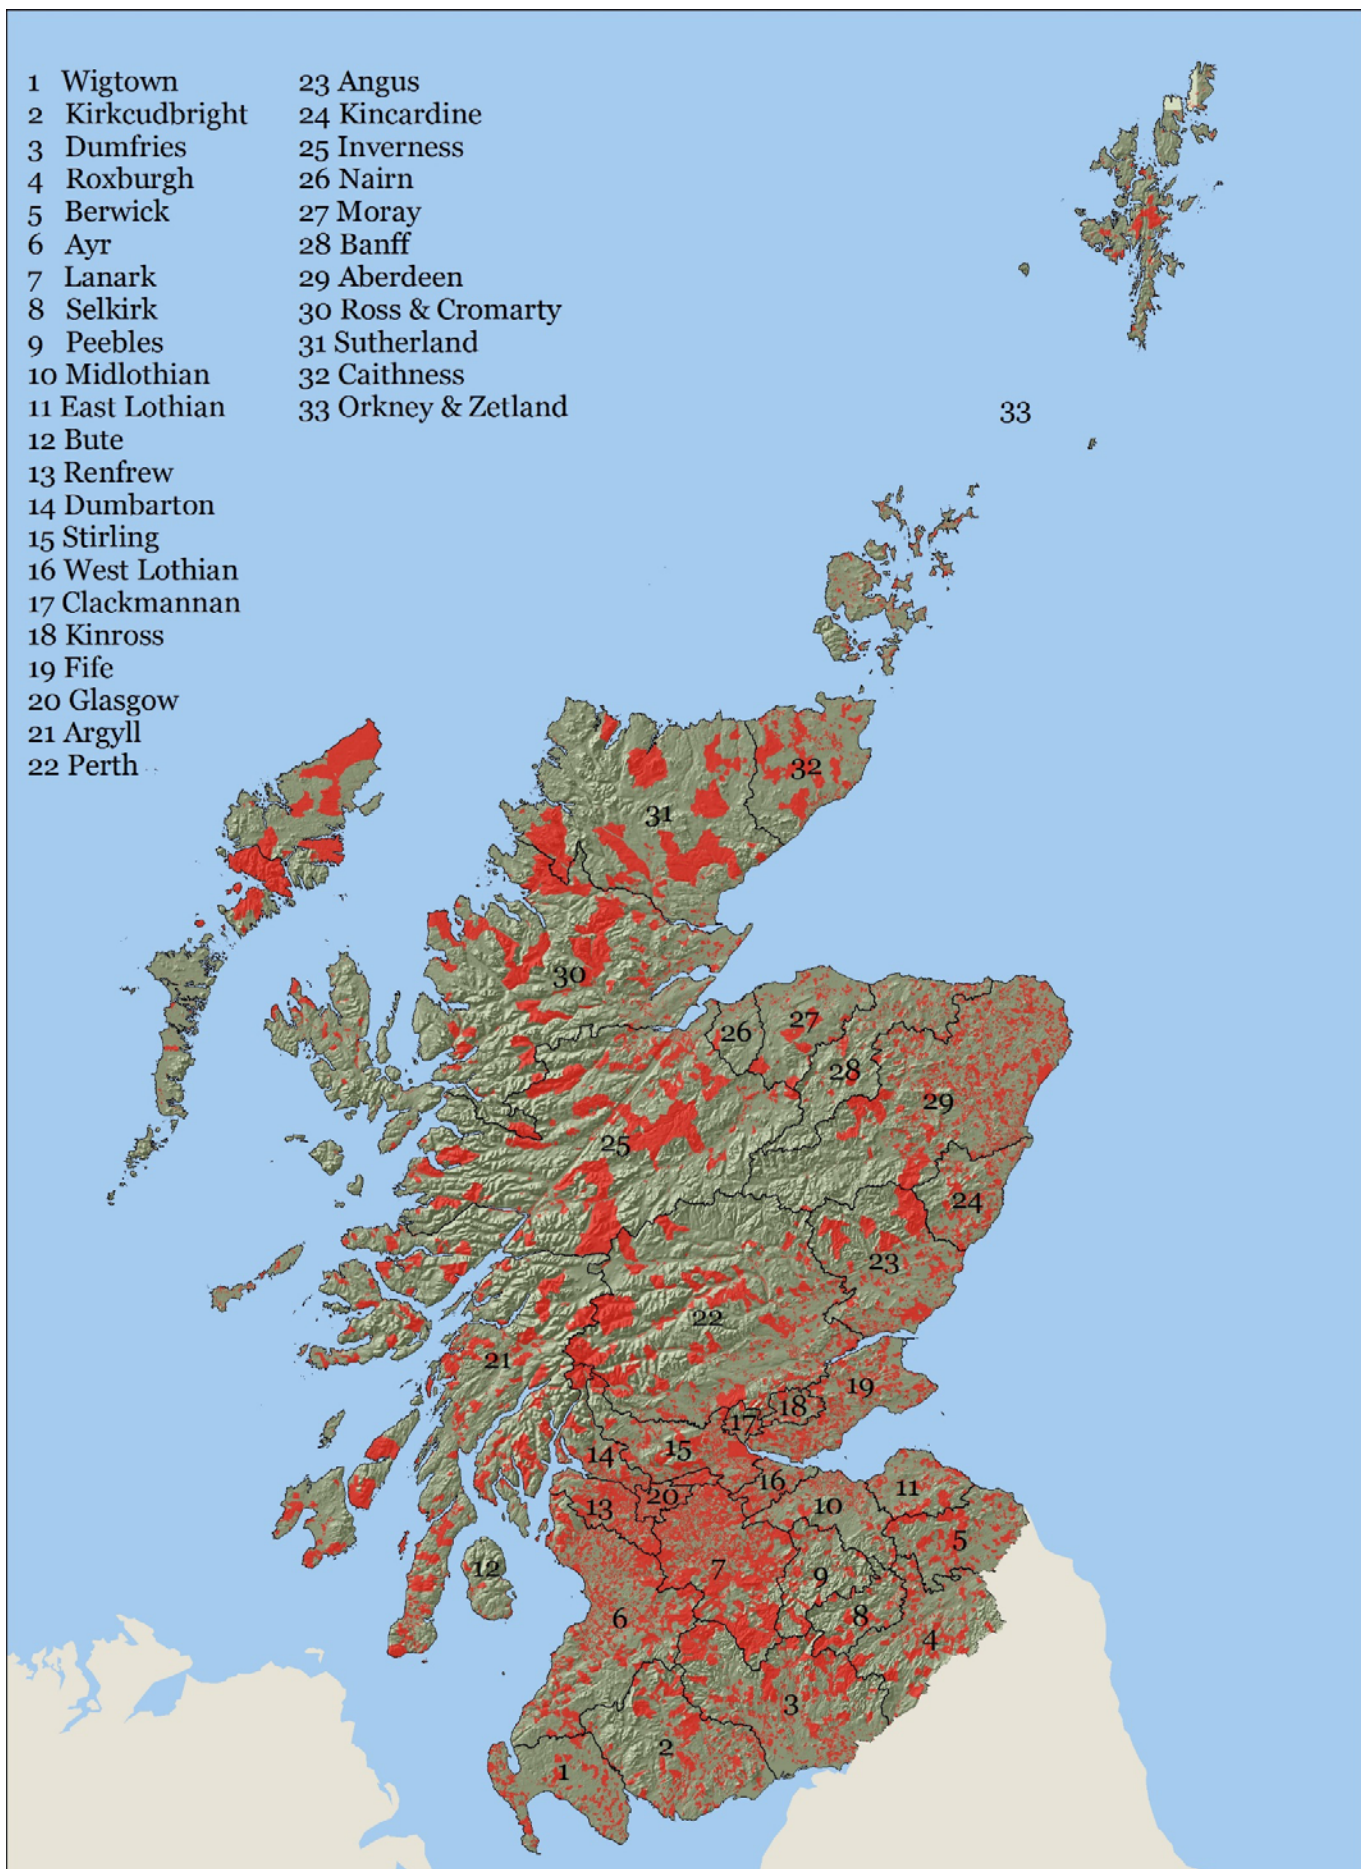 1 Wigtown
2 Kirkcudbright
3 Dumfries
4 Roxburgh
5 Berwick
6 Ayr
7 Lanark
8 Selkirk
9 Peebles
10 Midlothian
11 East Lothian
12 Bute
13 Renfrew
14 Dumbarton
15 Stirling
16 West Lothian
17 Clackmannan
18 Kinross
19 Fife
20 Glasgow
21 Argyll
22 Perth
23 Angus
24 Kincardine
25 Inverness
26 Nairn
27 Moray
28 Banff
29 Aberdeen
30 Ross & Cromarty
31 Sutherland
32 Caithness
33 Orkney & Zetland
33
32
31
30
27
26
28
29
25
24
23
22
21
19
18
17
15
14
16
11
20
13
10
5
12
7
9
8
6
4
3
2
1